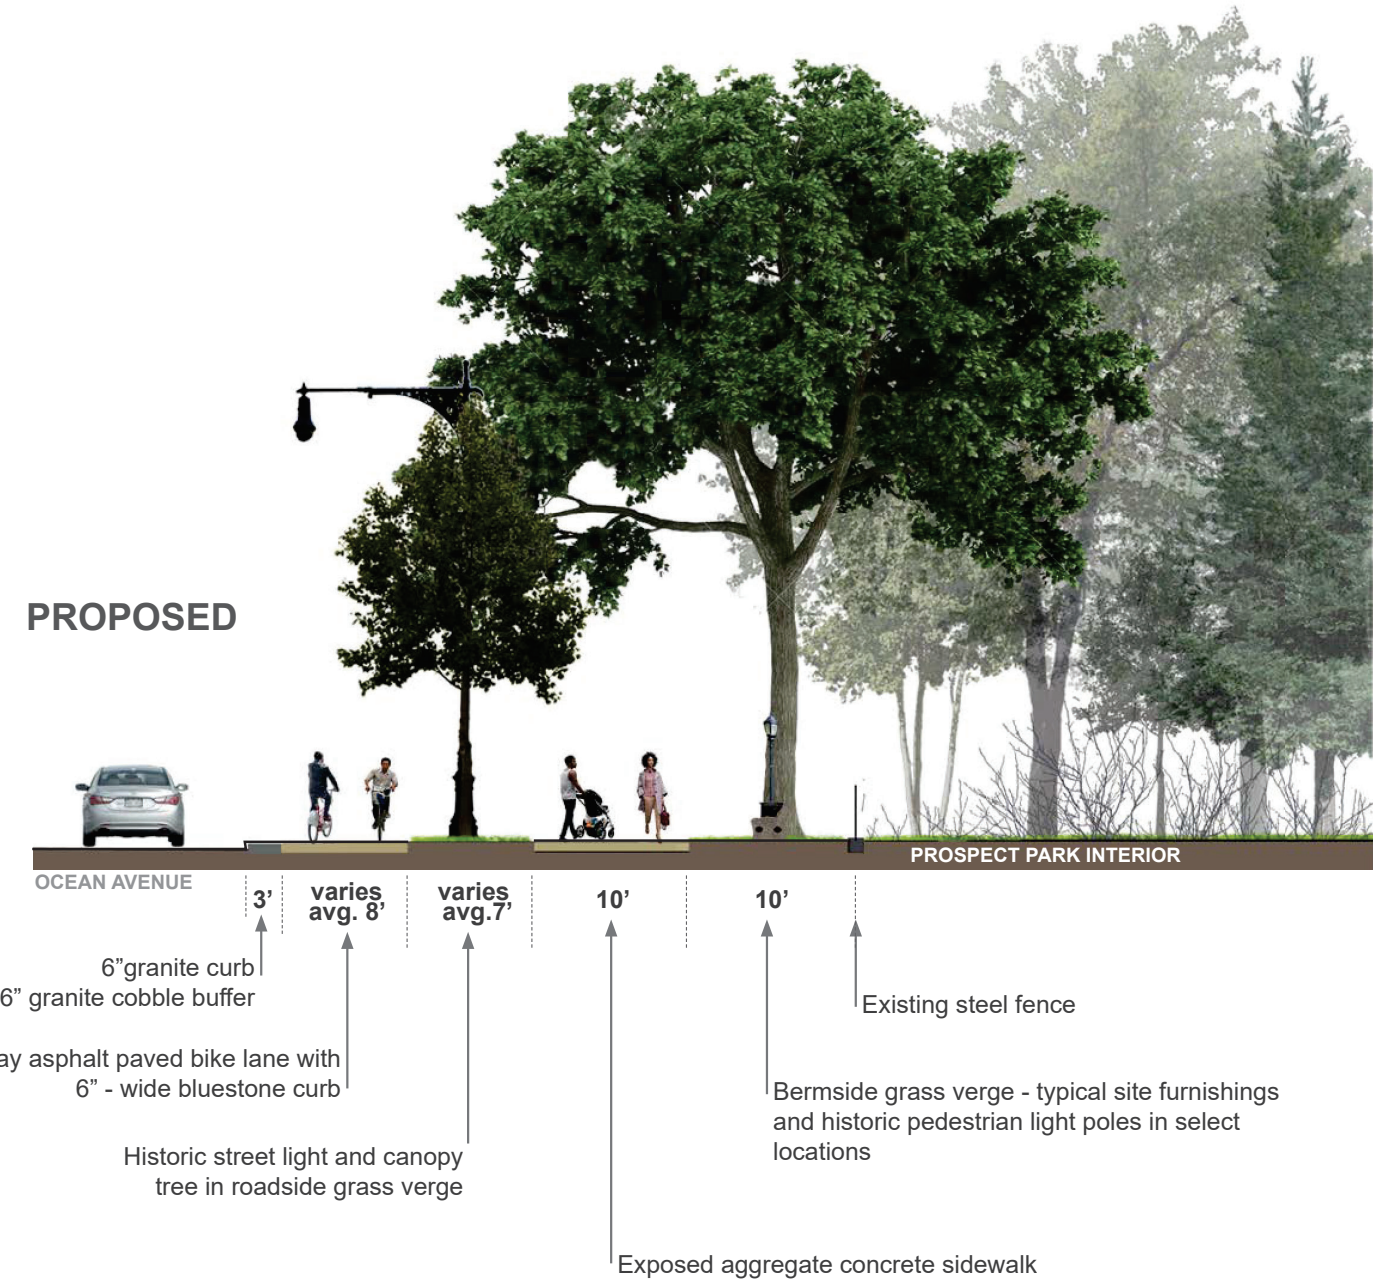 PROPOSED
PROSPECT PARK INTERIOR
OCEAN AVENUE
3’
varies
avg. 8’
varies
avg.7’
10’
10’
6”granite curb
6” granite cobble buffer
Existing steel fence
asphalt paved bike lane with
6” - wide bluestone curb
Bermside grass verge - typical site furnishings
and historic pedestrian light poles in select
locations
Historic street light and canopy
tree in roadside grass verge
Exposed aggregate concrete sidewalk